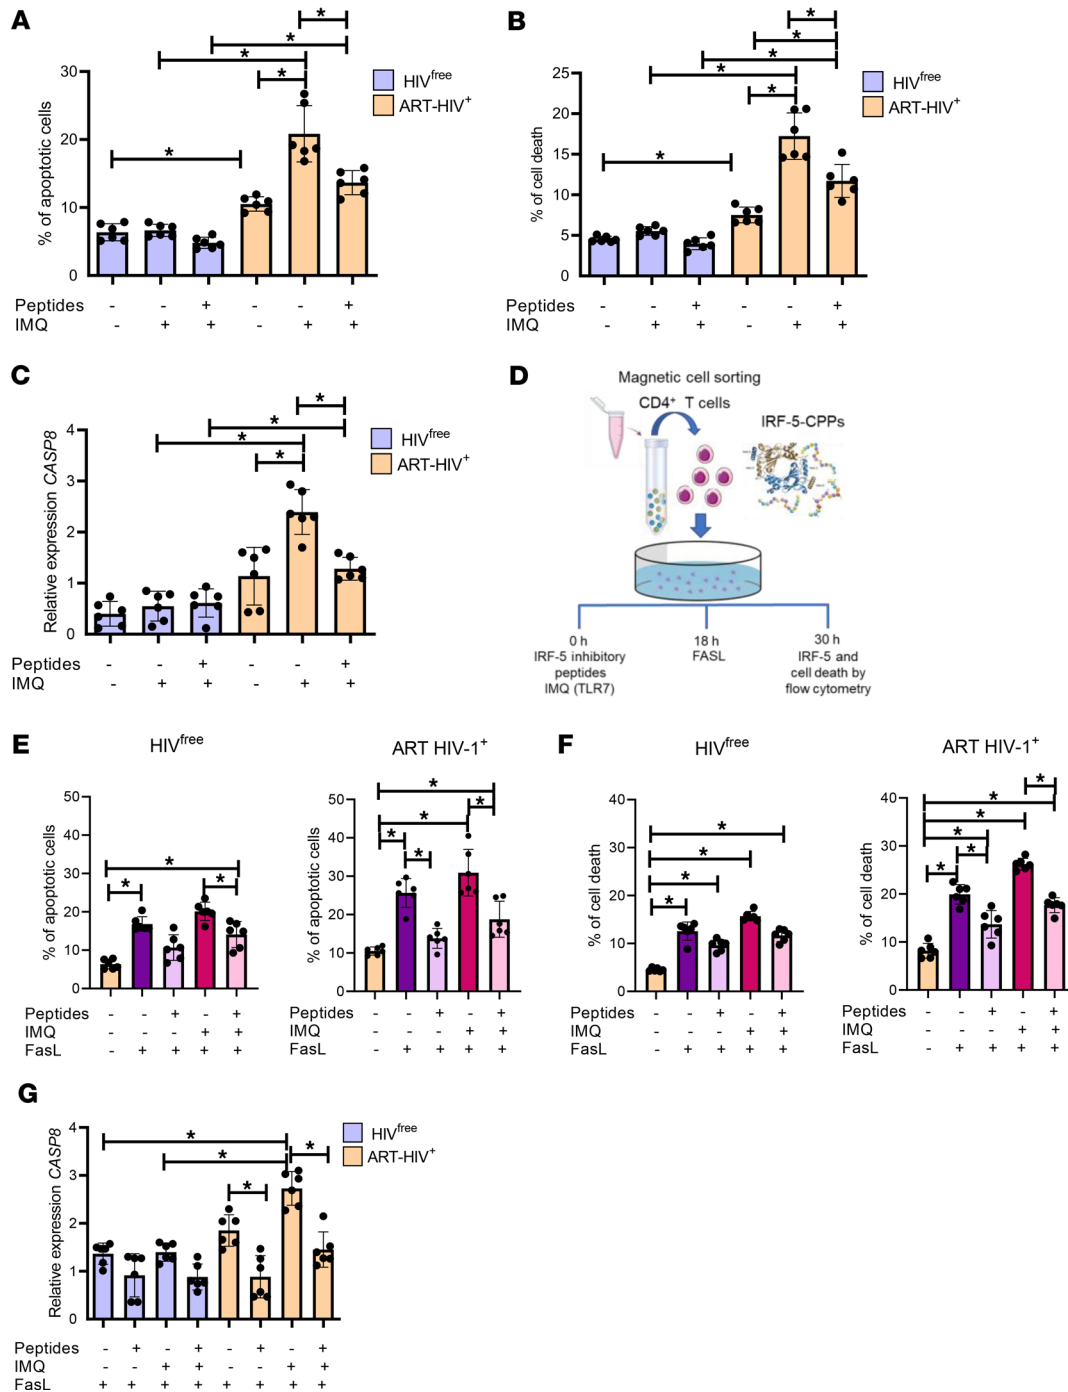 A
* 
*
*
*
*
% of apoptotic cells
30
20
10
0
HIVfree
ART-HIV+
Peptides - - + - - +
IMQ - + + - + +
B
*
*
*
*
*
*
% of cell death
25
20
15
10
5
0
HIVfree
ART-HIV+
Peptides - - + - - +
IMQ - + + - + +
C
*
*
*
*
Relative expression CASP8
4
3
2
1
0
HIVfree
ART-HIV+
Peptides - - + - - +
IMQ - + + - + +
D
Magnetic cell sorting
CD4+ T cells
IRF-5-CPPs
0 h
IRF-5 inhibitory
peptides
IMQ (TLR7)
18 h
FASL
30 h
IRF-5 and
cell death by
flow cytometry
E
HIVfree
% of apoptotic cells
50
40
30
20
10
0
*
*
*
Peptides - - + - +
IMQ - - - + +
FasL - + + + +
ART HIV-1+
% of apoptotic cells
50
40
30
20
10
0
*
*
*
*
*
Peptides - - + - +
IMQ - - - + +
FasL - + + + +
F
HIVfree
% of cell death
40
30
20
10
0
*
*
*
*
Peptides - - + - +
IMQ - - - + +
FasL - + + + +
ART HIV-1+
% of cell death
40
30
20
10
0
*
*
*
*
*
*
Peptides - - + - +
IMQ - - - + +
FasL - + + + +
G
Relative expression CASP8
4
3
2
1
0
*
*
*
*
HIVfree
ART-HIV+
Peptides - + - + - + - +
IMQ - - + + - - + +
FasL + + + + + + + +